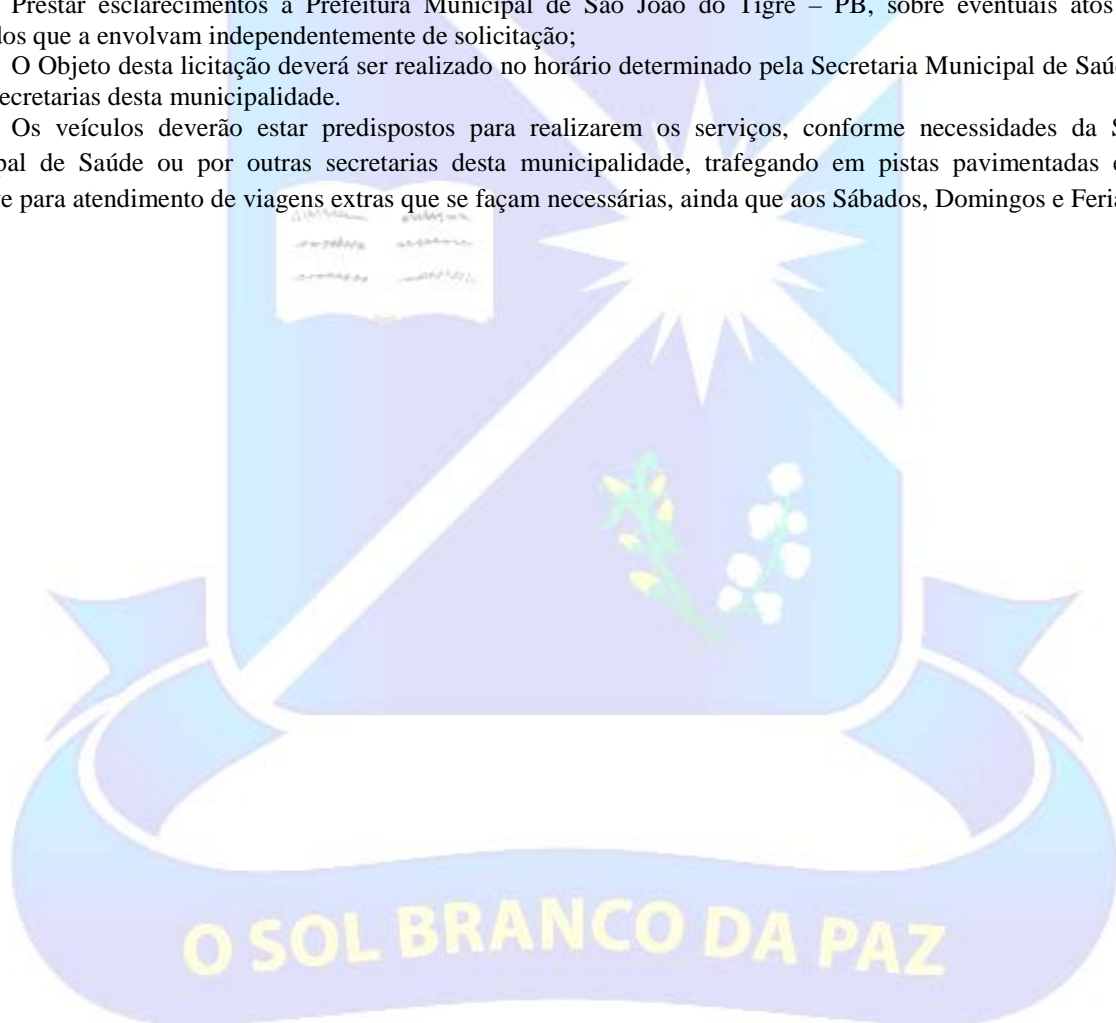 Prestar esclarecimentos à Prefeitura Municipal de São João do Tigre – PB, sobre eventuais atos
dos que a envolvam independentemente de solicitação;
O Objeto desta licitação deverá ser realizado no horário determinado pela Secretaria Municipal de Saú
ecretarias desta municipalidade.
Os veículos deverão estar predispostos para realizarem os serviços, conforme necessidades da S
pal de Saúde ou por outras secretarias desta municipalidade, trafegando em pistas pavimentadas e
e para atendimento de viagens extras que se façam necessárias, ainda que aos Sábados, Domingos e Feria
O SOL BRANCO DA PAZ